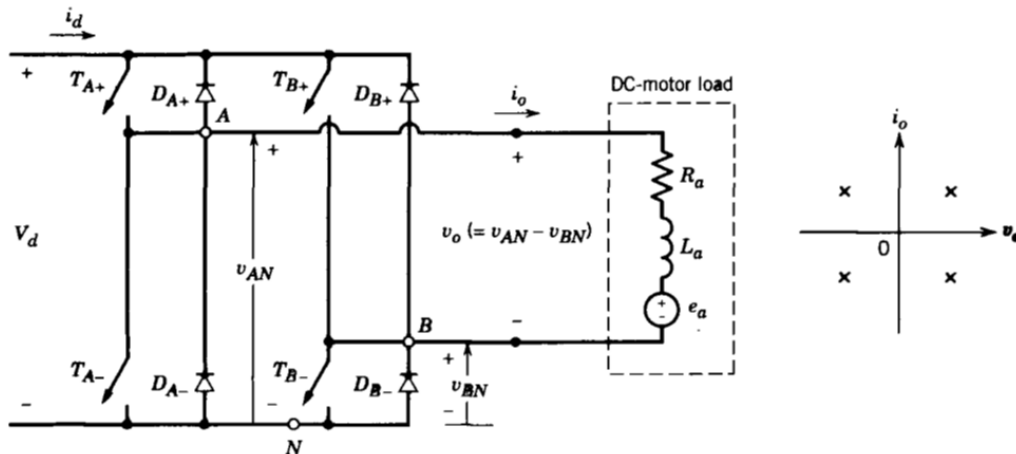 i_d
+
T_A+
D_A+
T_B+
D_B+
A
i_o
DC-motor load
i_o
+
+
R_a
V_d
v_AN
v_o (= v_AN − v_BN)
L_a
0
e_a
+
−
B
−
T_A−
D_A−
T_B−
D_B−
+
v_BN
−
−
−
N